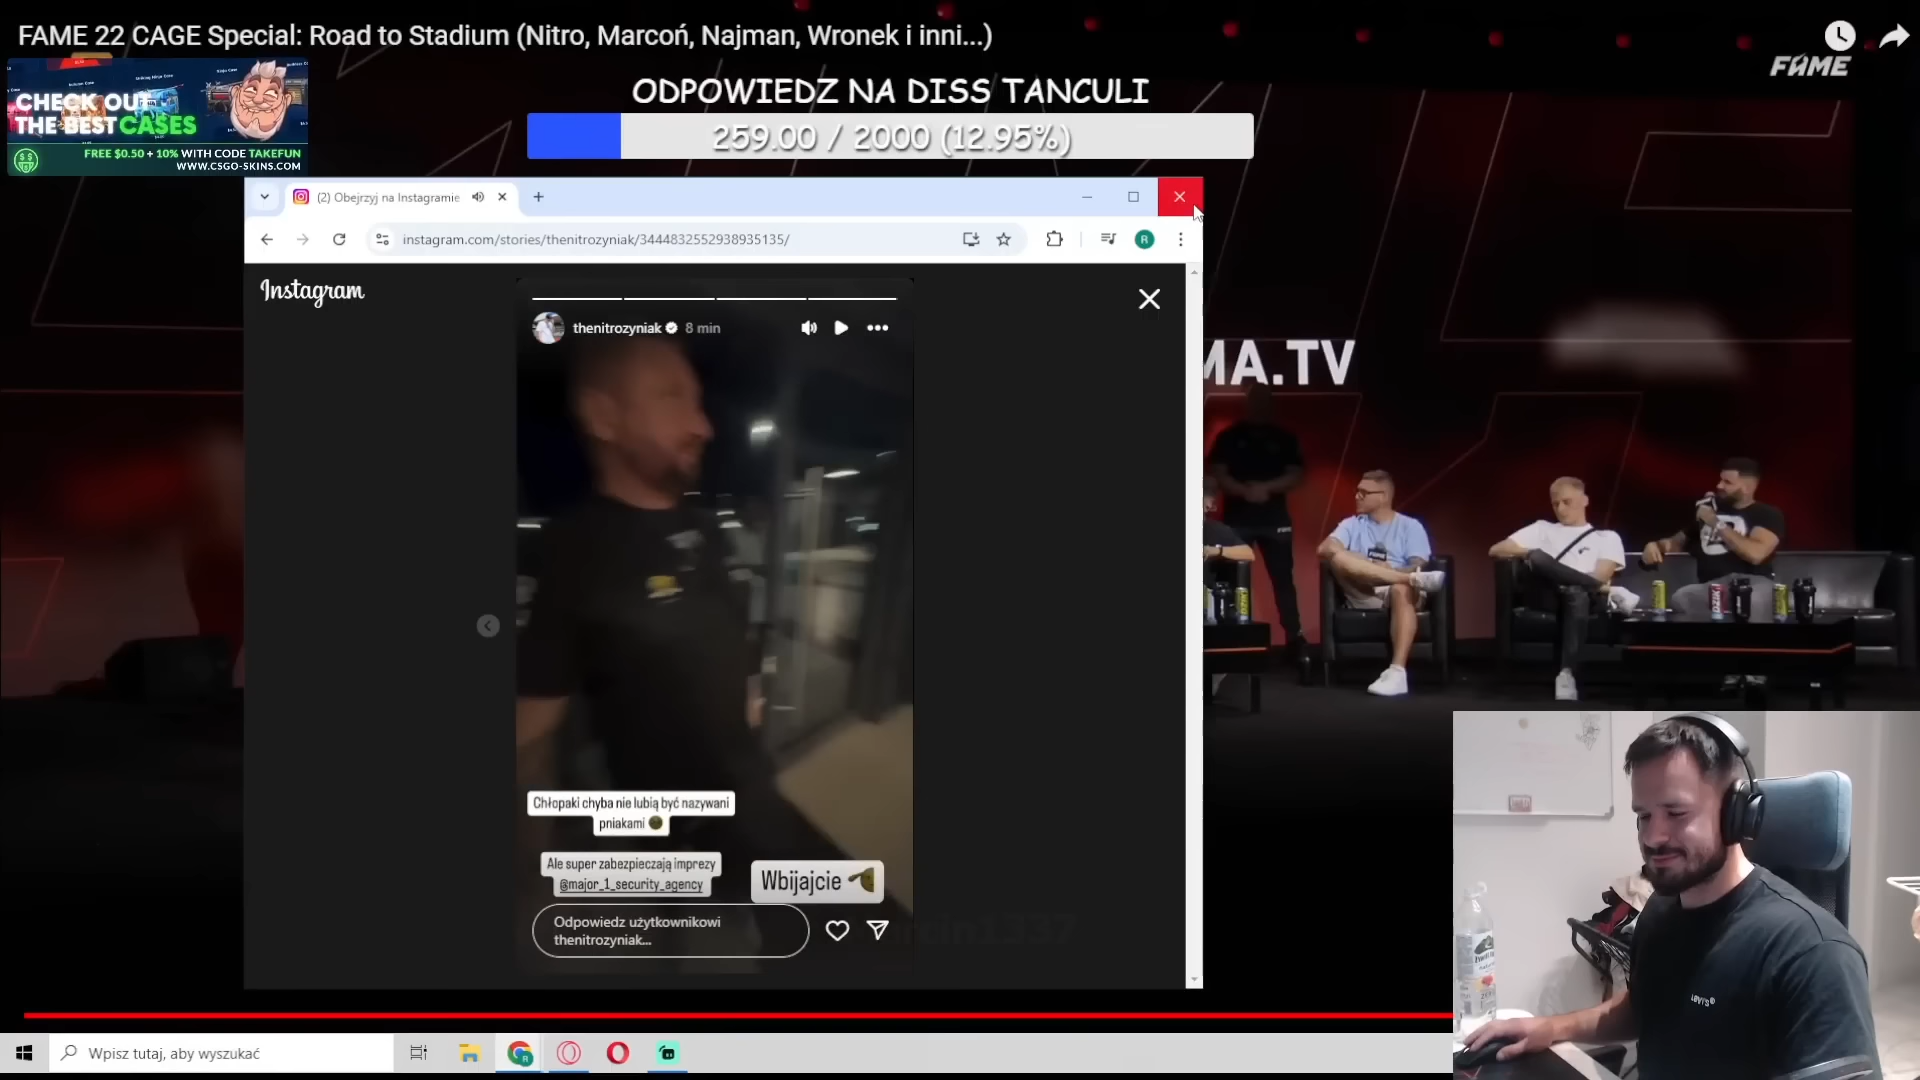 FAME 22 CAGE Special: Road to Stadium (Nitro, Marcoń, Najman, Wronek i inni...)
FAME
CHECK OUT
THE BEST CASES
FREE $0.50 + 10% WITH CODE TAKEFUN
WWW.CSGO-SKINS.COM
ODPOWIEDZ NA DISS TANCULI
259.00 / 2000 (12.95%)
(2) Obejrzyj na Instagramie
instagram.com/stories/thenitrozyniak/3444832552938935135/
R
Instagram
thenitrozyniak 8 min
MA.TV
Chłopaki chyba nie lubią być nazywani
pniakami
Ale super zabezpieczają imprezy
@major_1_security_agency
Wbijajcie
Odpowiedz użytkownikowi
thenitrozyniak...
FAME
DZIK
Levi's
Wpisz tutaj, aby wyszukać